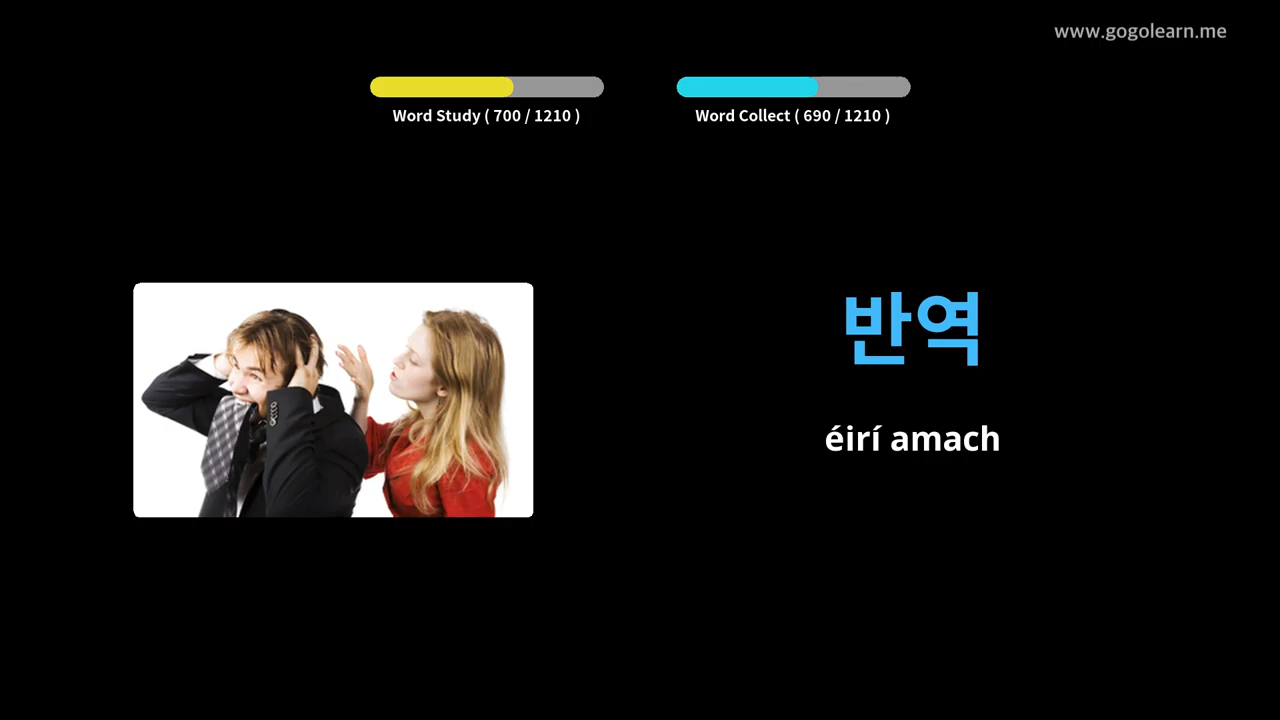 www.gogolearn.me
Word Study ( 700 / 1210 )
Word Collect ( 690 / 1210 )
반역
éirí amach